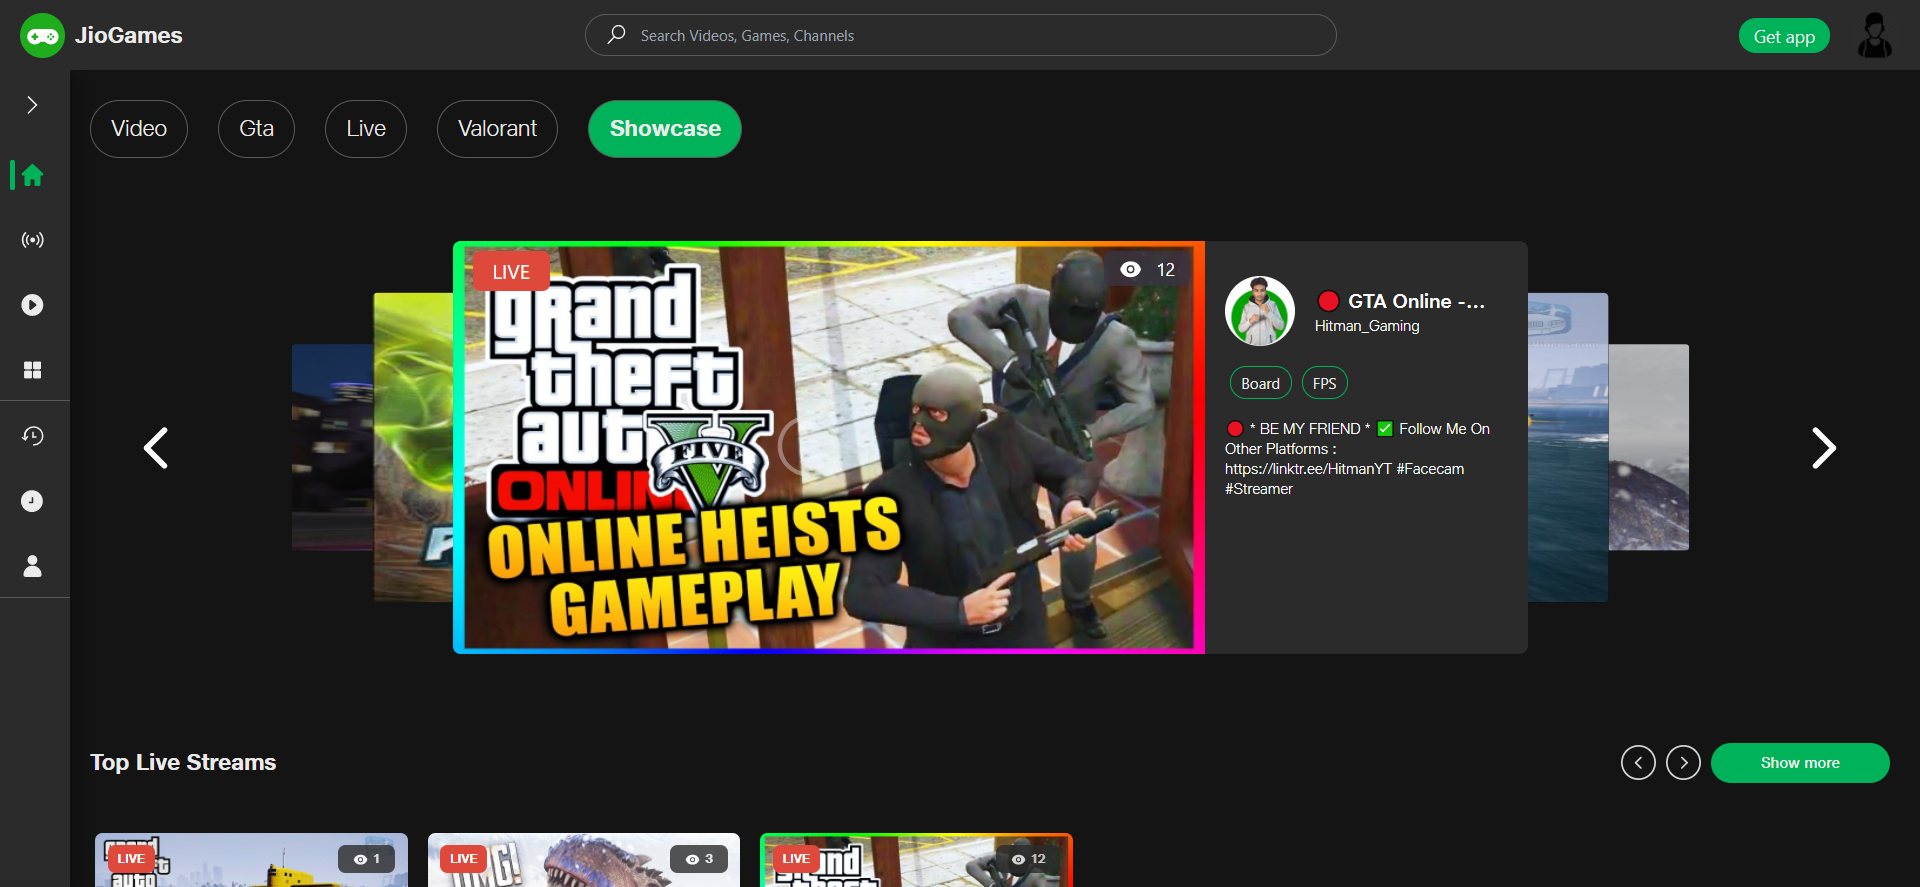 JioGames
Search Videos, Games, Channels
Get app
Video
Gta
Live
Valorant
Showcase
LIVE
12
grand
theft
auto
FIVE
ONLIN
ONLINE HEISTS
GAMEPLAY
GTA Online -...
Hitman_Gaming
Board
FPS
* BE MY FRIEND * ✅ Follow Me On
Other Platforms :
https://linktr.ee/HitmanYT #Facecam
#Streamer
Top Live Streams
Show more
LIVE
1
auto
LIVE
3
OMG!
LIVE
12